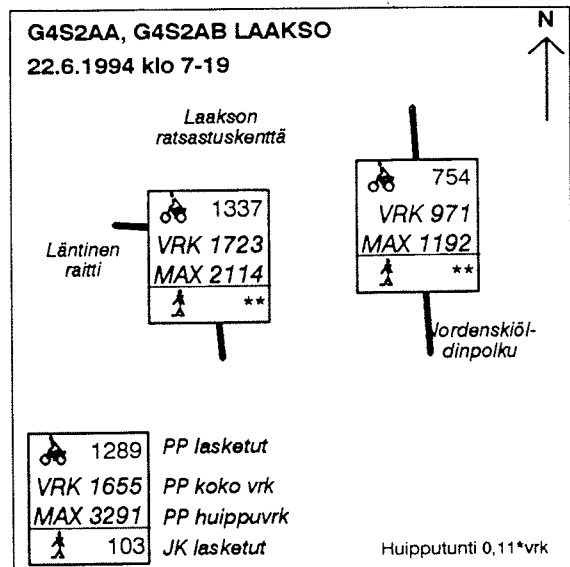 G4S2AA, G4S2AB LAAKSO
22.6.1994 klo 7-19
N
Laakson
ratsastuskenttä
1337
VRK 1723
MAX 2114
**
Läntinen
raitti
754
VRK 971
MAX 1192
**
Nordenskiöl-
dinpolku
1289 PP lasketut
VRK 1655 PP koko vrk
MAX 3291 PP huippuvrk
103 JK lasketut
Huipputunti 0,11*vrk